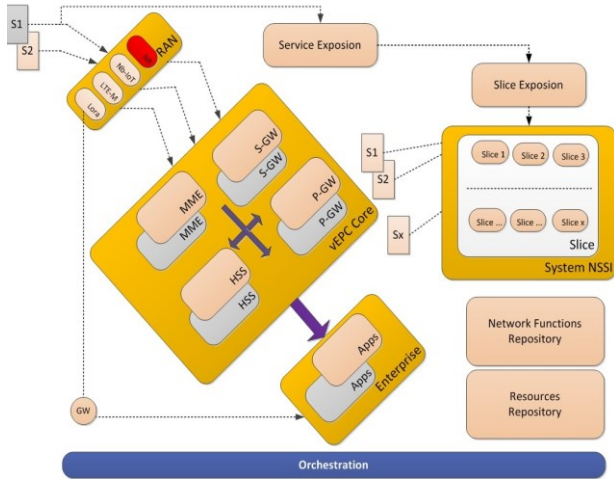 S1
S2
RAN
Nb-IoT
LTE-M
Lora
Service Exposion
Slice Exposion
S-GW
S-GW
MME
MME
P-GW
P-GW
HSS
HSS
vEPC Core
S1
S2
Sx
Slice 1
Slice 2
Slice 3
Slice ...
Slice ...
Slice x
Slice
System NSSI
Apps
Apps
Enterprise
Network Functions
Repository
Resources
Repository
GW
Orchestration